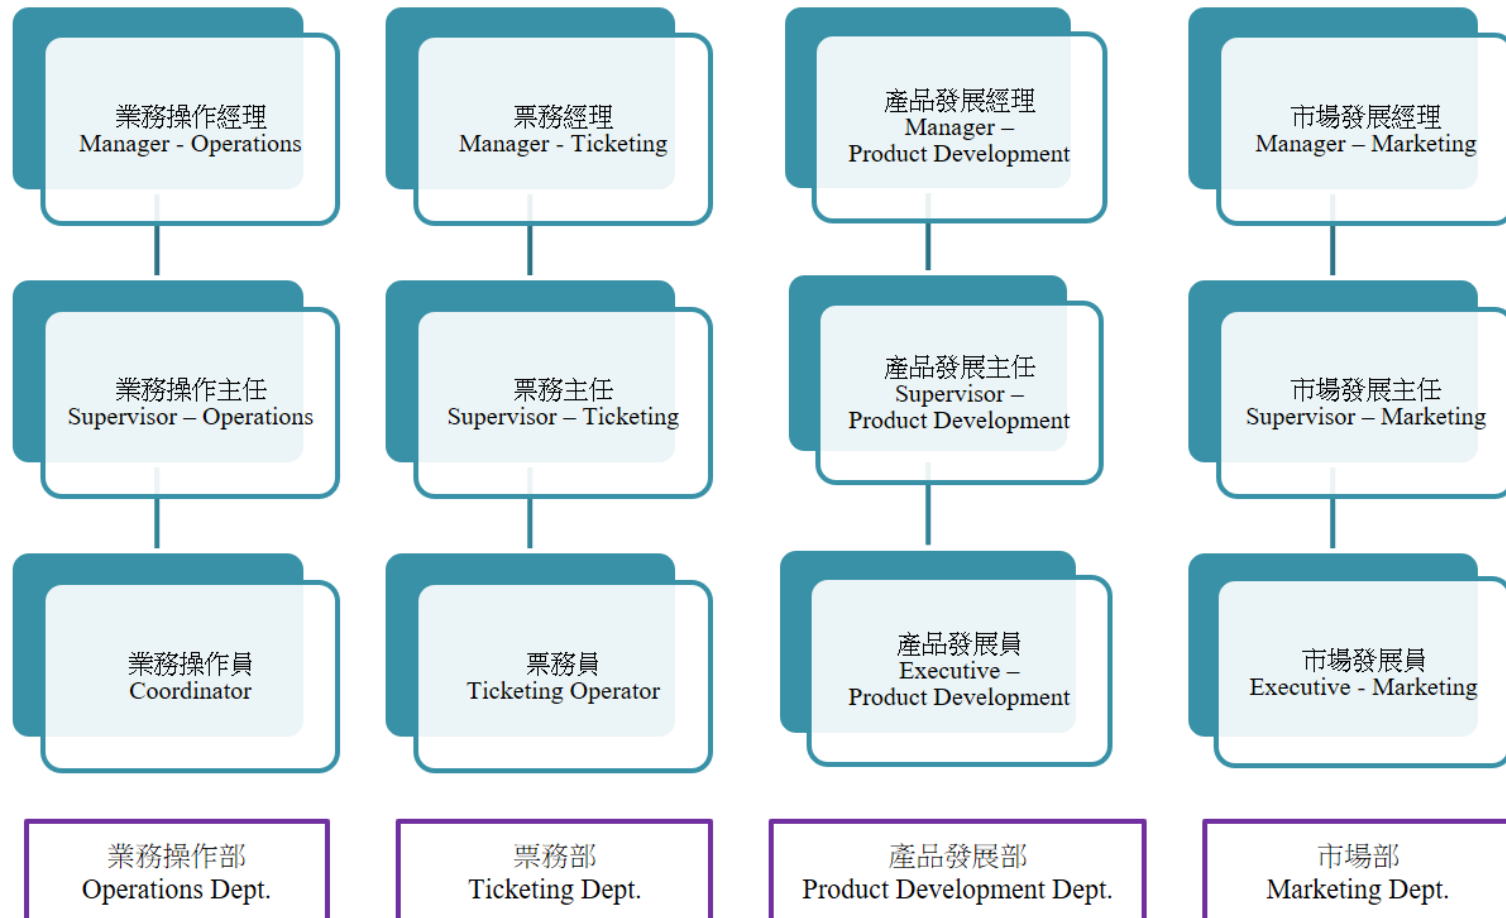 業務操作經理
Manager - Operations
票務經理
Manager - Ticketing
產品發展經理
Manager –
Product Development
市場發展經理
Manager – Marketing
業務操作主任
Supervisor – Operations
票務主任
Supervisor – Ticketing
產品發展主任
Supervisor –
Product Development
市場發展主任
Supervisor – Marketing
業務操作員
Coordinator
票務員
Ticketing Operator
產品發展員
Executive –
Product Development
市場發展員
Executive - Marketing
業務操作部
Operations Dept.
票務部
Ticketing Dept.
產品發展部
Product Development Dept.
市場部
Marketing Dept.